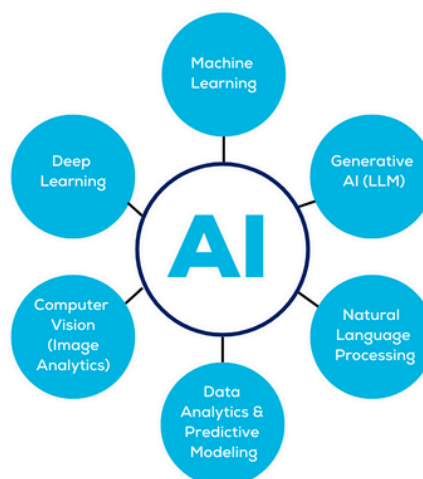 Machine
Learning
Deep
Learning
Generative
AI (LLM)
AI
Computer
Vision
(Image
Analytics)
Natural
Language
Processing
Data
Analytics &
Predictive
Modeling